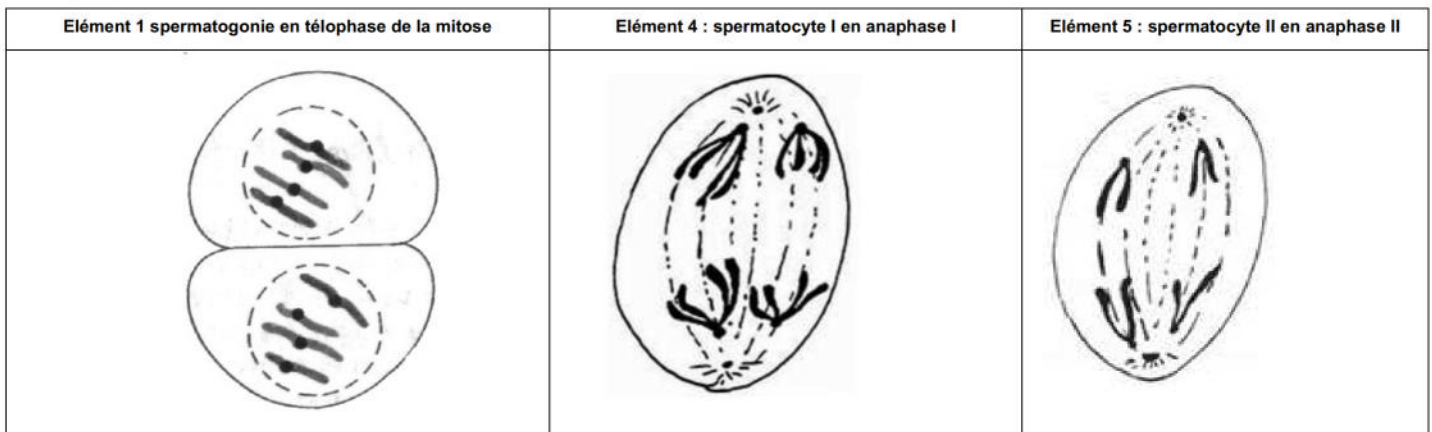 Elément 1 spermatogonie en télophase de la mitose
Elément 4 : spermatocyte I en anaphase I
Elément 5 : spermatocyte II en anaphase II